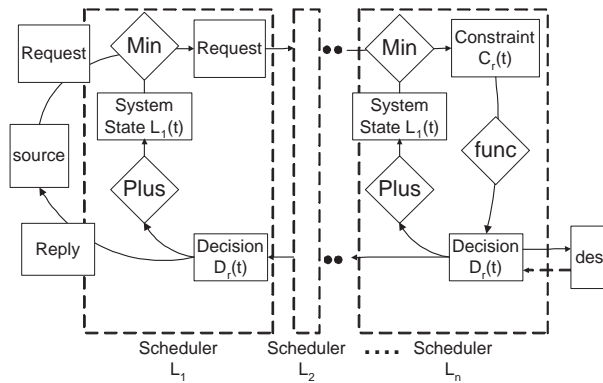 Request
Min
Request
Min
Constraint
C_r(t)
System
State L_1(t)
System
State L_1(t)
source
func
Plus
Plus
Reply
Decision
D_r(t)
Decision
D_r(t)
des
Scheduler
L_1
Scheduler
L_2
....
Scheduler
L_n